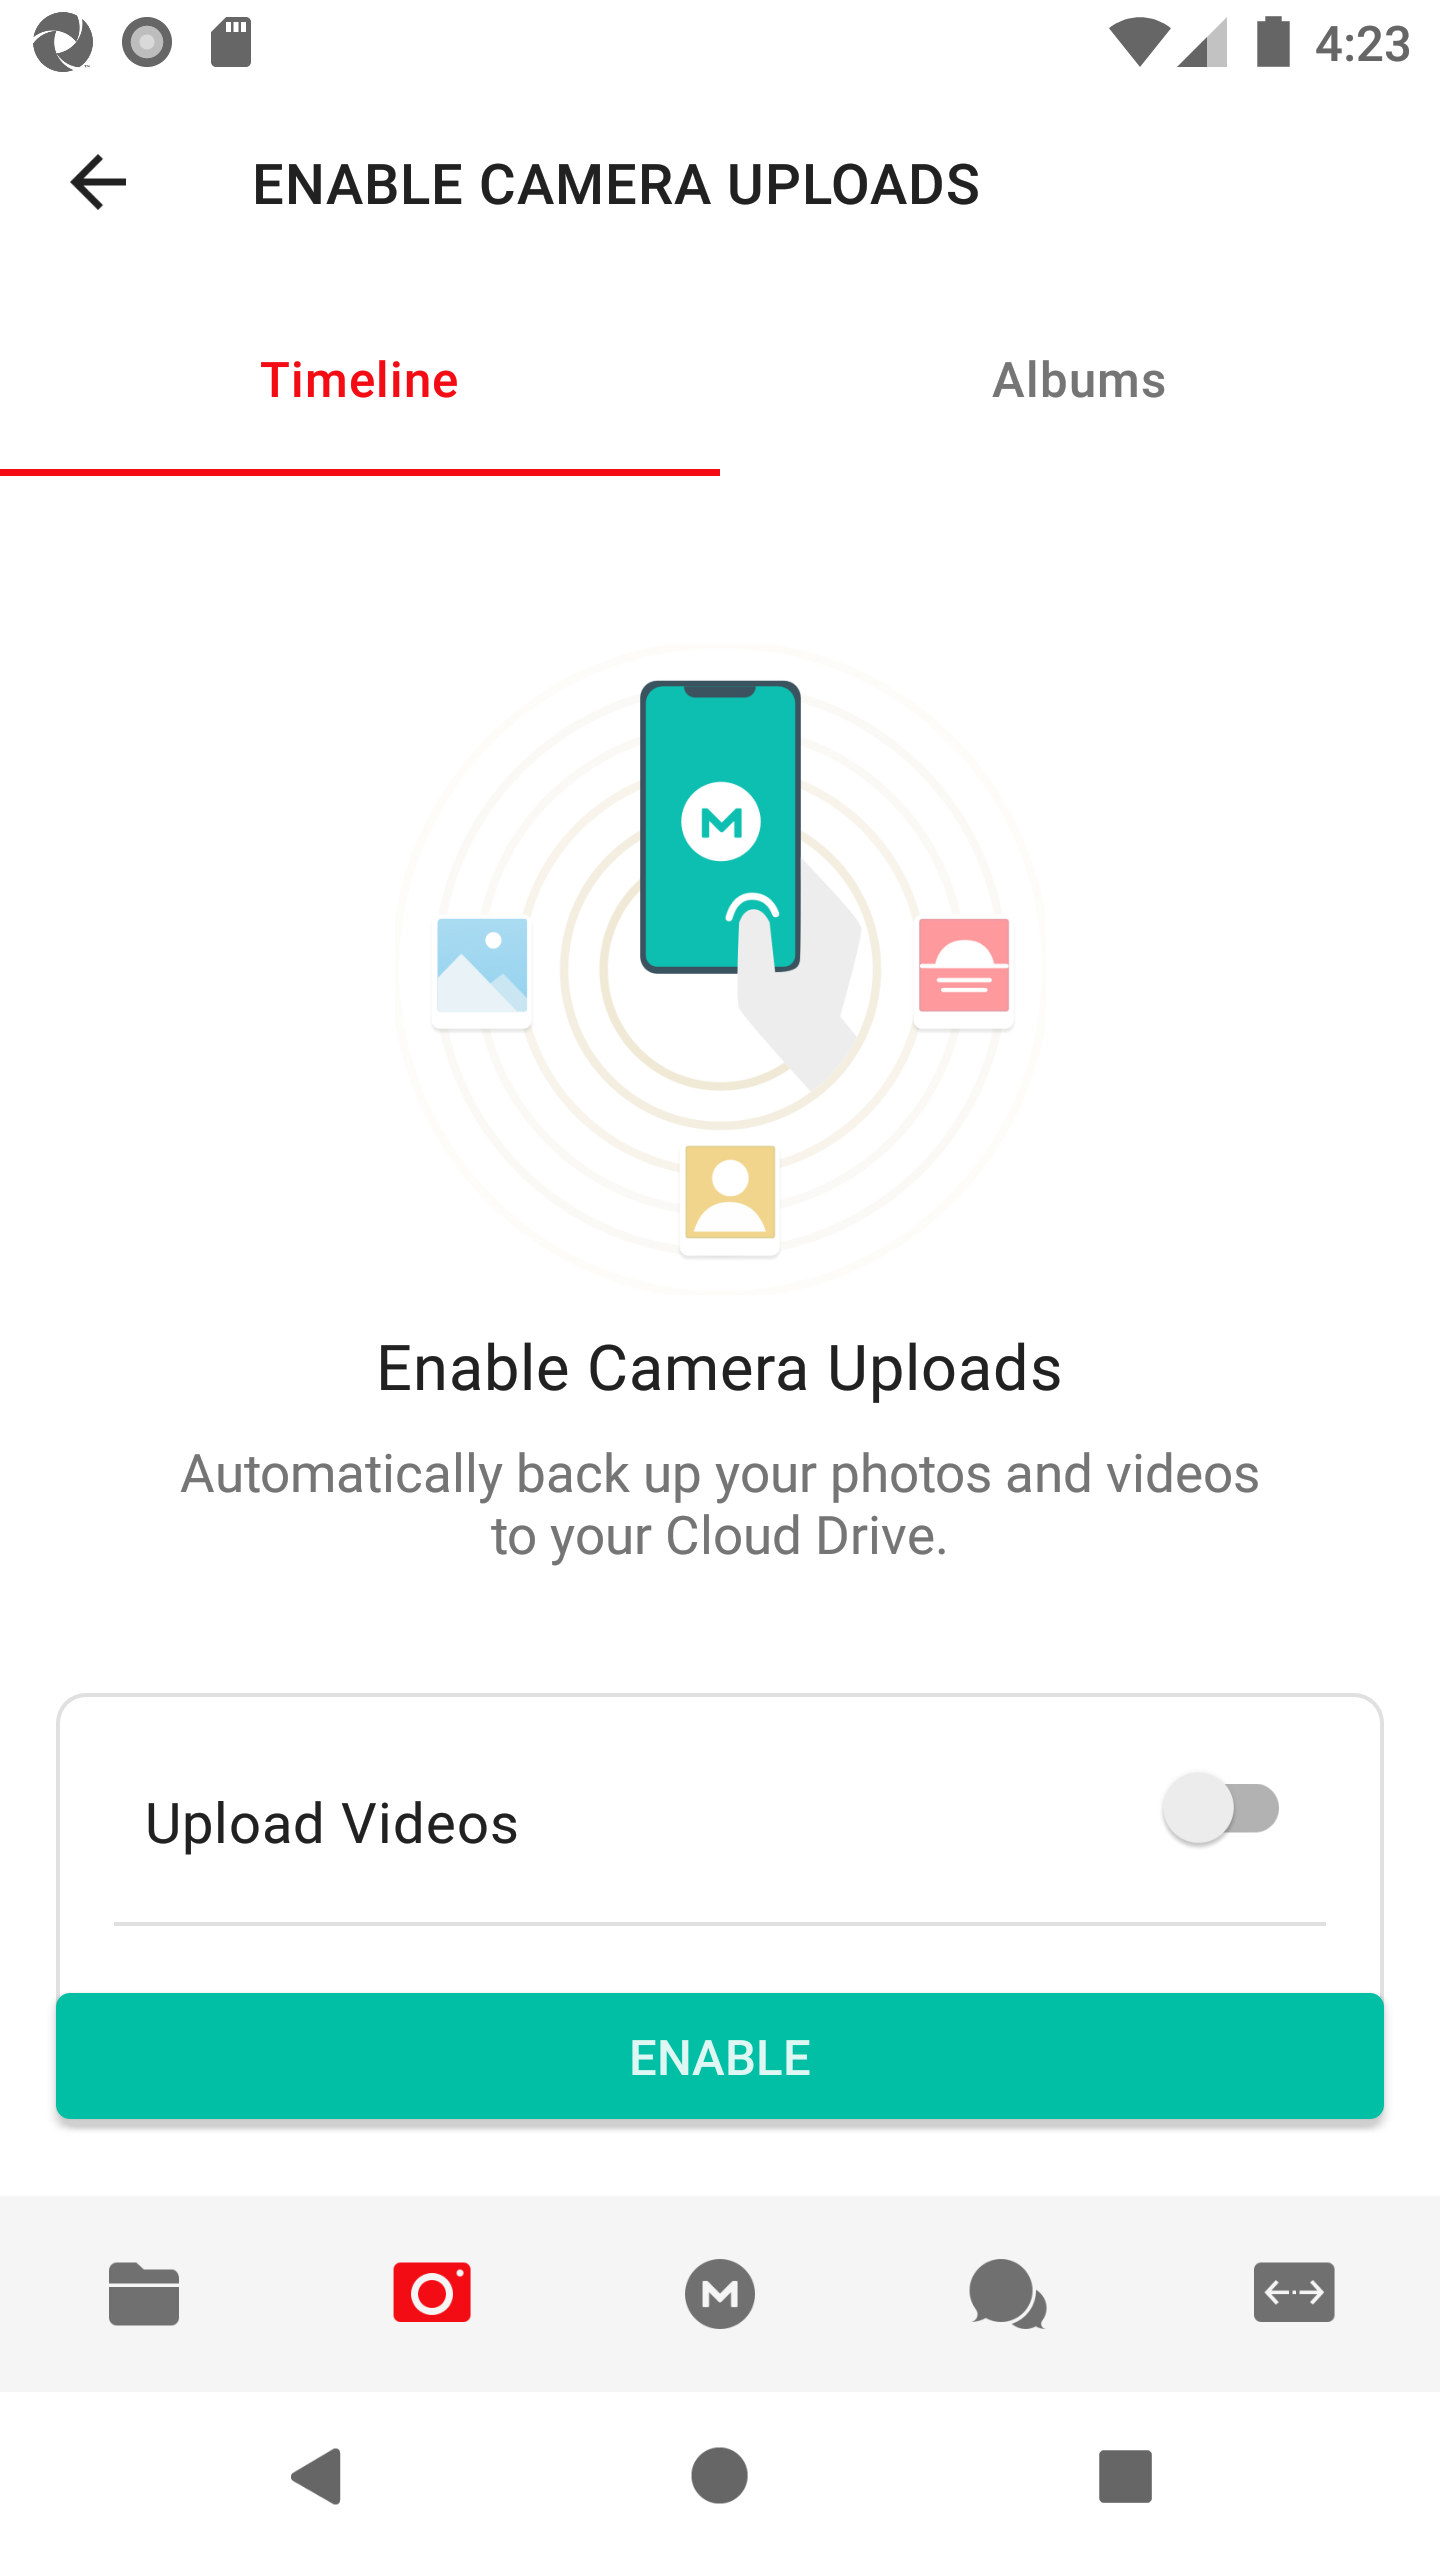 4:23
ENABLE CAMERA UPLOADS
Timeline
Albums
Enable Camera Uploads
Automatically back up your photos and videos
to your Cloud Drive.
Upload Videos
ENABLE